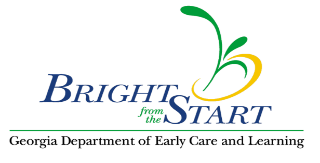 BRIGHT
from the START
Georgia Department of Early Care and Learning